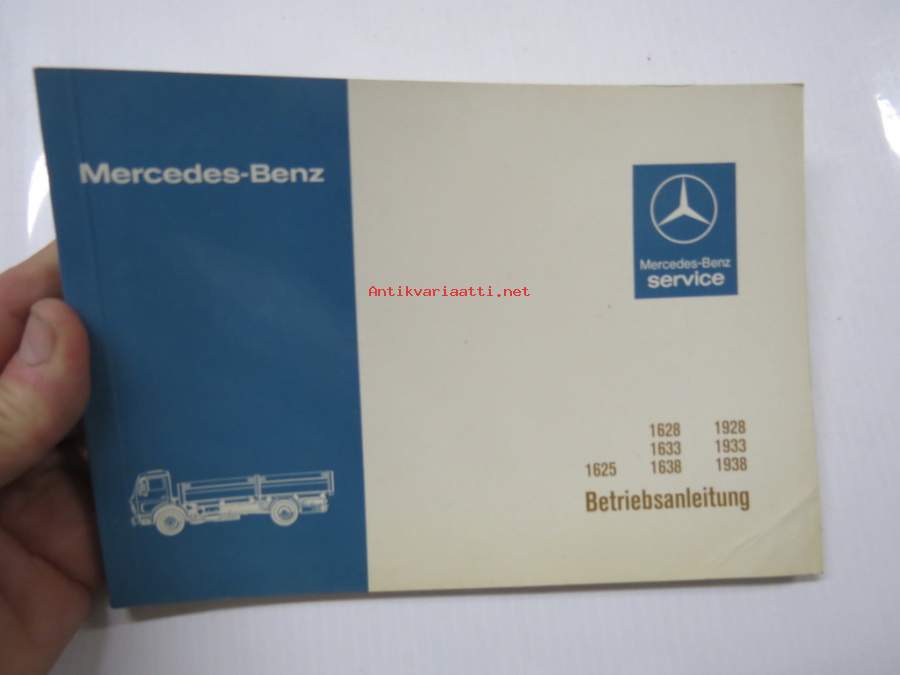 Mercedes-Benz
Mercedes-Benz
service
Antikvariaatti.net
1628 1928
1633 1933
1625 1638 1938
Betriebsanleitung